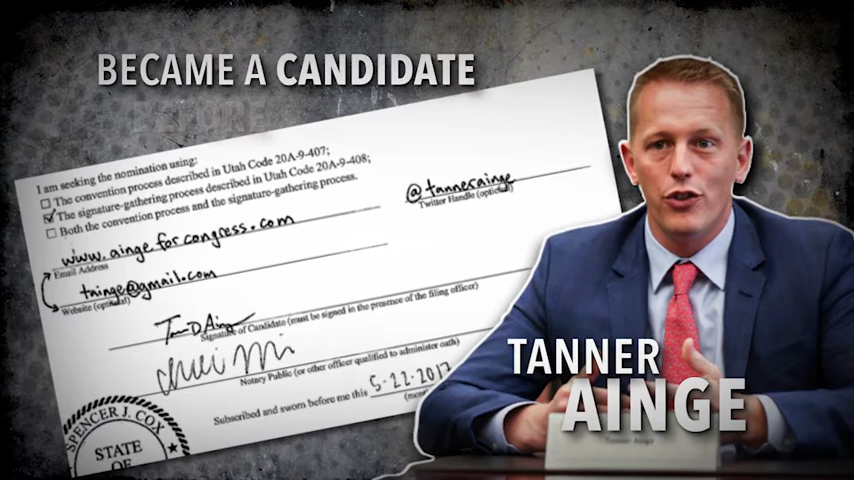 BECAME A CANDIDATE
BEFORE
I am seeking the nomination using:
The convention process described in Utah Code 20A-9-407;
The signature-gathering process described in Utah Code 20A-9-408;
Both the convention process and the signature-gathering process.
@tannerainge
Twitter Handle (optional)
www.aingeforcongress.com
Email Address
tainge@gmail.com
Website (optional)
Signature of Candidate (must be signed in the presence of the filing officer)
Notary Public (or other officer qualified to administer oath)
Subscribed and sworn before me this 5-22-2017
SPENCER J. COX
STATE
OF
TANNER
AINGE
Tanner Ainge